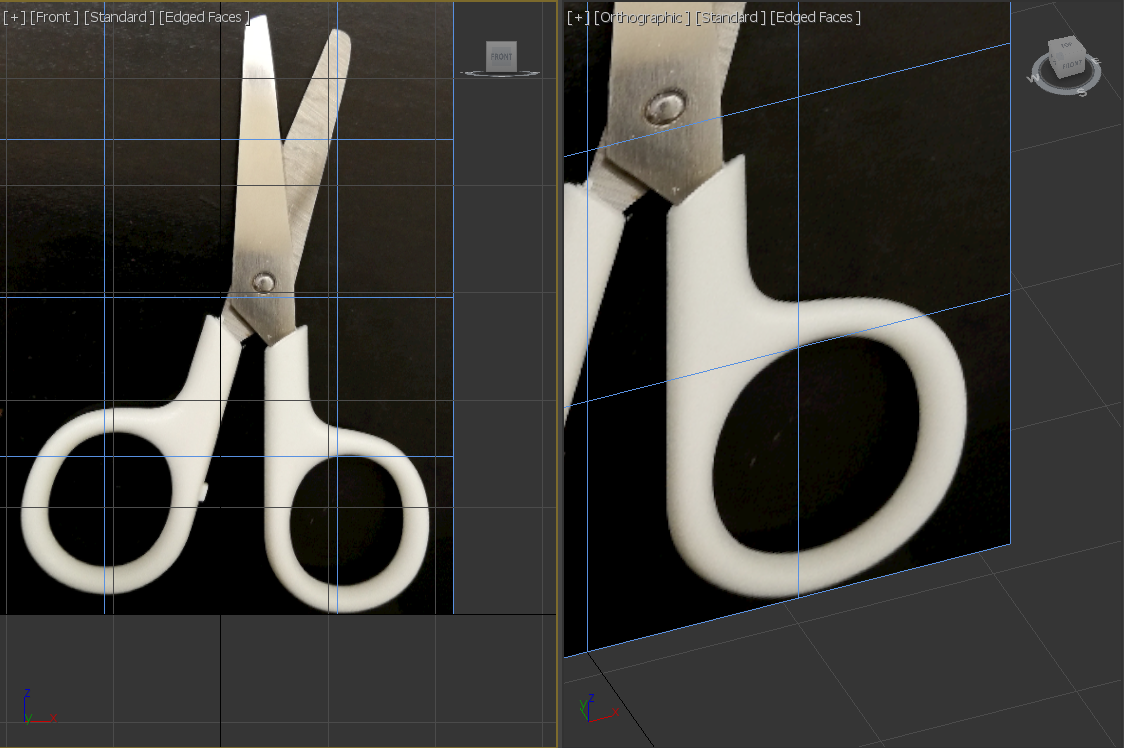 [+] [Front ] [Standard ] [Edged Faces ]
FRONT
z
y x
[+] [Orthographic ] [Standard ] [Edged Faces ]
TOP
FRONT
W
E
S
z
y x